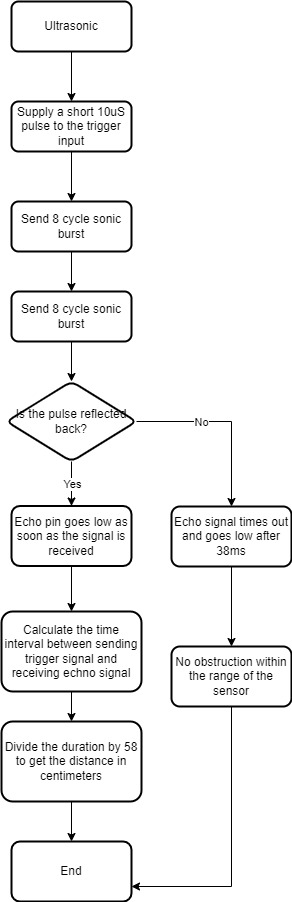 Ultrasonic
Supply a short 10uS
pulse to the trigger
input
Send 8 cycle sonic
burst
Send 8 cycle sonic
burst
Is the pulse reflected
back?
No
Yes
Echo pin goes low as
soon as the signal is
received
Echo signal times out
and goes low after
38ms
Calculate the time
interval between sending
trigger signal and
receiving echno signal
No obstruction within
the range of the
sensor
Divide the duration by 58
to get the distance in
centimeters
End